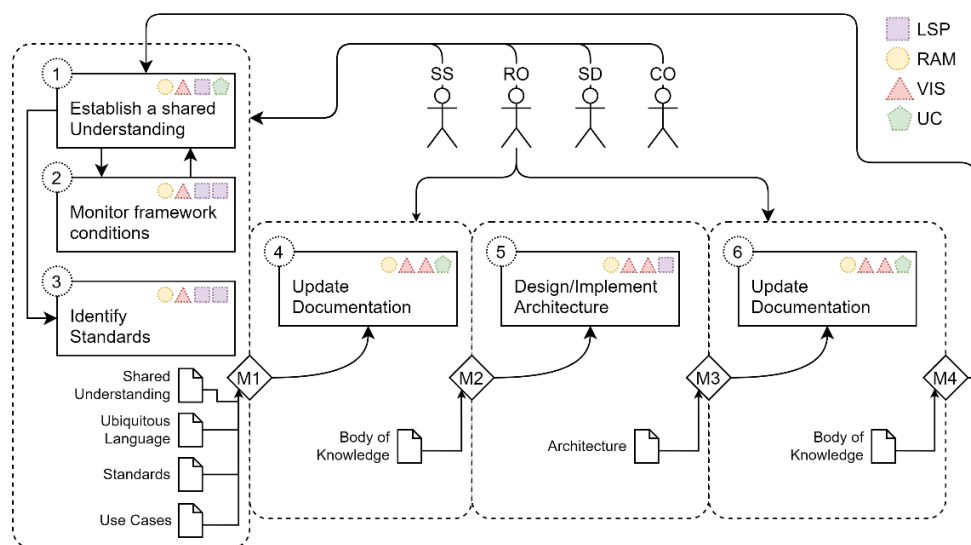 LSP
RAM
VIS
UC
SS RO SD CO
1
Establish a shared
Understanding
2
Monitor framework
conditions
3
Identify
Standards
4
Update
Documentation
5
Design/Implement
Architecture
6
Update
Documentation
M1
M2
M3
M4
Shared
Understanding
Ubiquitous
Language
Standards
Use Cases
Body of
Knowledge
Architecture
Body of
Knowledge